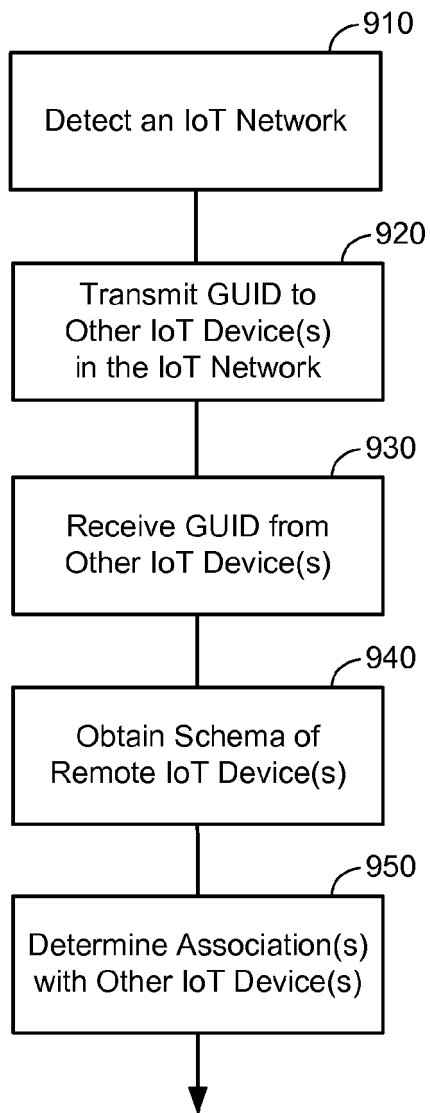 910
Detect an IoT Network
920
Transmit GUID to
Other IoT Device(s)
in the IoT Network
930
Receive GUID from
Other IoT Device(s)
940
Obtain Schema of
Remote IoT Device(s)
950
Determine Association(s)
with Other IoT Device(s)